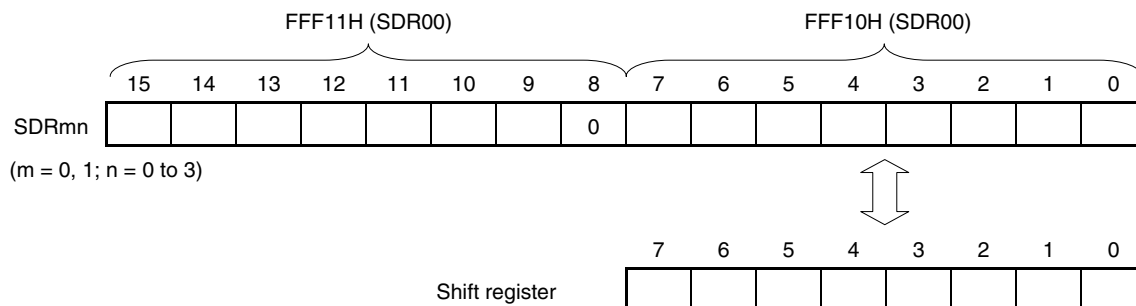 FFF11H (SDR00) FFF10H (SDR00)
15 14 13 12 11 10 9 8 7 6 5 4 3 2 1 0
SDRmn 0
(m = 0, 1; n = 0 to 3)
7 6 5 4 3 2 1 0
Shift register